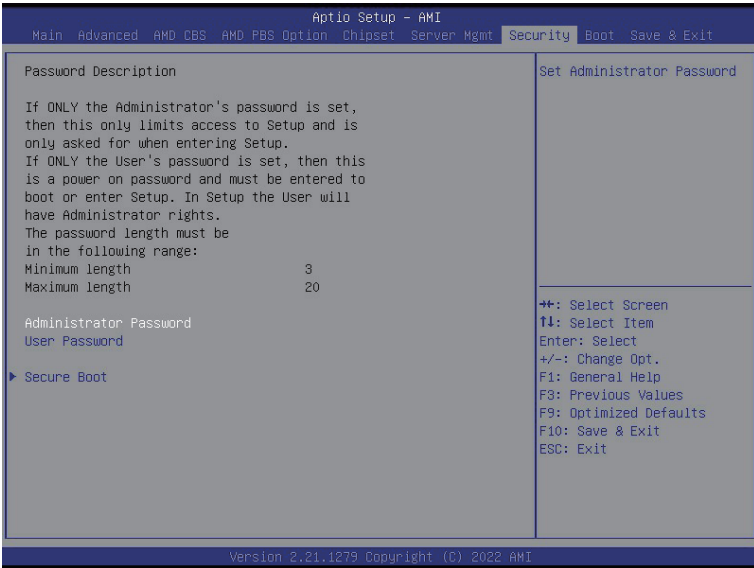 Aptio Setup – AMI
Main Advanced AMD CBS AMD PBS Option Chipset Server Mgmt Security Boot Save & Exit
Password Description
If ONLY the Administrator's password is set,
then this only limits access to Setup and is
only asked for when entering Setup.
If ONLY the User's password is set, then this
is a power on password and must be entered to
boot or enter Setup. In Setup the User will
have Administrator rights.
The password length must be
in the following range:
Minimum length 3
Maximum length 20
Administrator Password
User Password
Secure Boot
Set Administrator Password
→←: Select Screen
↑↓: Select Item
Enter: Select
+/-: Change Opt.
F1: General Help
F3: Previous Values
F9: Optimized Defaults
F10: Save & Exit
ESC: Exit
Version 2.21.1279 Copyright (C) 2022 AMI